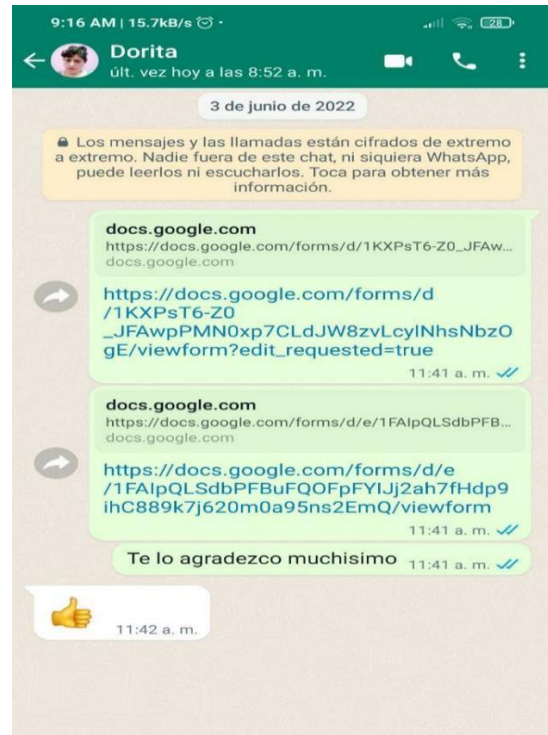 9:16 AM | 15.7kB/s
28
Dorita
últ. vez hoy a las 8:52 a. m.
3 de junio de 2022
Los mensajes y las llamadas están cifrados de extremo
a extremo. Nadie fuera de este chat, ni siquiera WhatsApp,
puede leerlos ni escucharlos. Toca para obtener más
información.
docs.google.com
https://docs.google.com/forms/d/1KXPsT6-Z0_JFAw...
docs.google.com
https://docs.google.com/forms/d
/1KXPsT6-Z0
_JFAwpPMN0xp7CLdJW8zvLcylNhsNbzO
gE/viewform?edit_requested=true
11:41 a. m.
docs.google.com
https://docs.google.com/forms/d/e/1FAIpQLSdbPFB...
docs.google.com
https://docs.google.com/forms/d/e
/1FAIpQLSdbPFBuFQOFpFYIJj2ah7fHdp9
ihC889k7j620m0a95ns2EmQ/viewform
11:41 a. m.
Te lo agradezco muchisimo 11:41 a. m.
11:42 a. m.